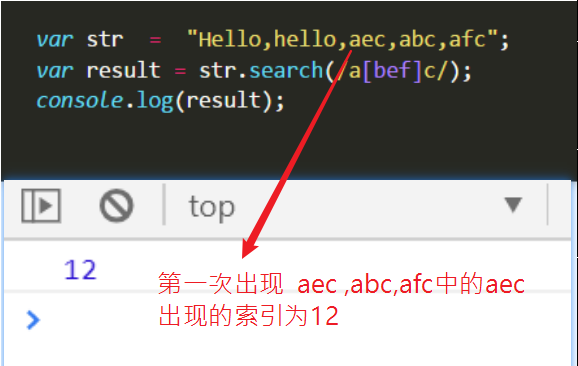 var str  =  "Hello,hello,aec,abc,afc";
var result = str.search(/a[bef]c/);
console.log(result);
top
12
第一次出现 aec ,abc,afc中的aec
出现的索引为12